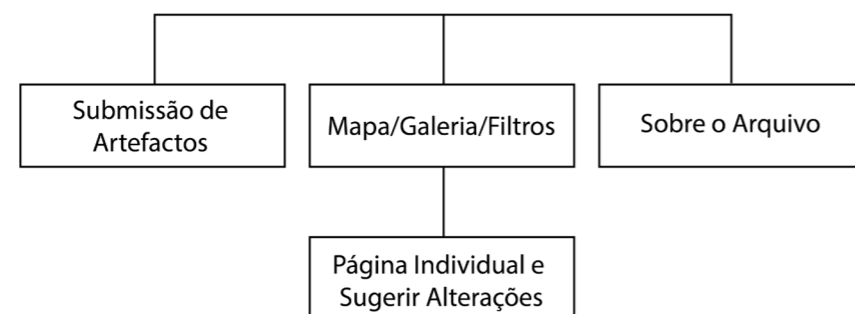 Submissão de
Artefactos
Mapa/Galeria/Filtros
Sobre o Arquivo
Página Individual e
Sugerir Alterações